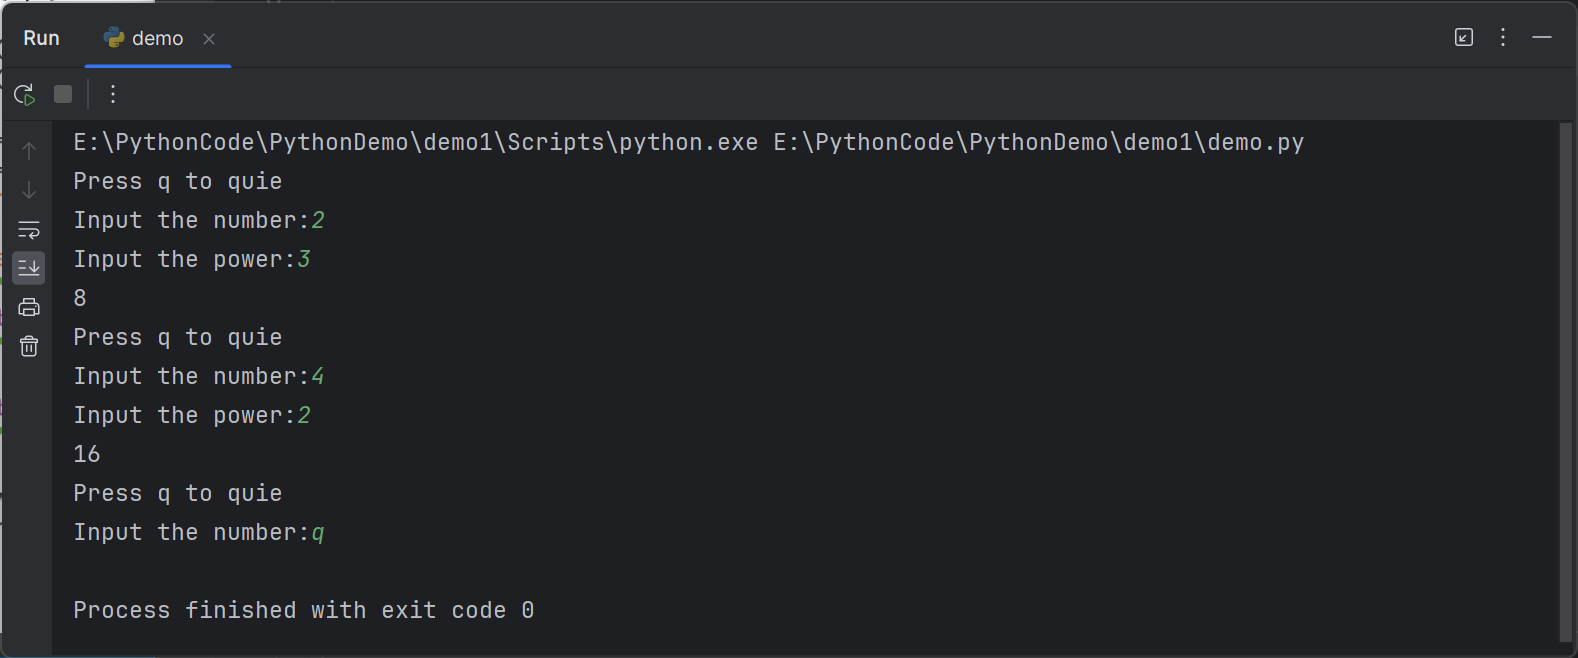 Run demo
E:\PythonCode\PythonDemo\demo1\Scripts\python.exe E:\PythonCode\PythonDemo\demo1\demo.py
Press q to quie
Input the number:2
Input the power:3
8
Press q to quie
Input the number:4
Input the power:2
16
Press q to quie
Input the number:q
Process finished with exit code 0